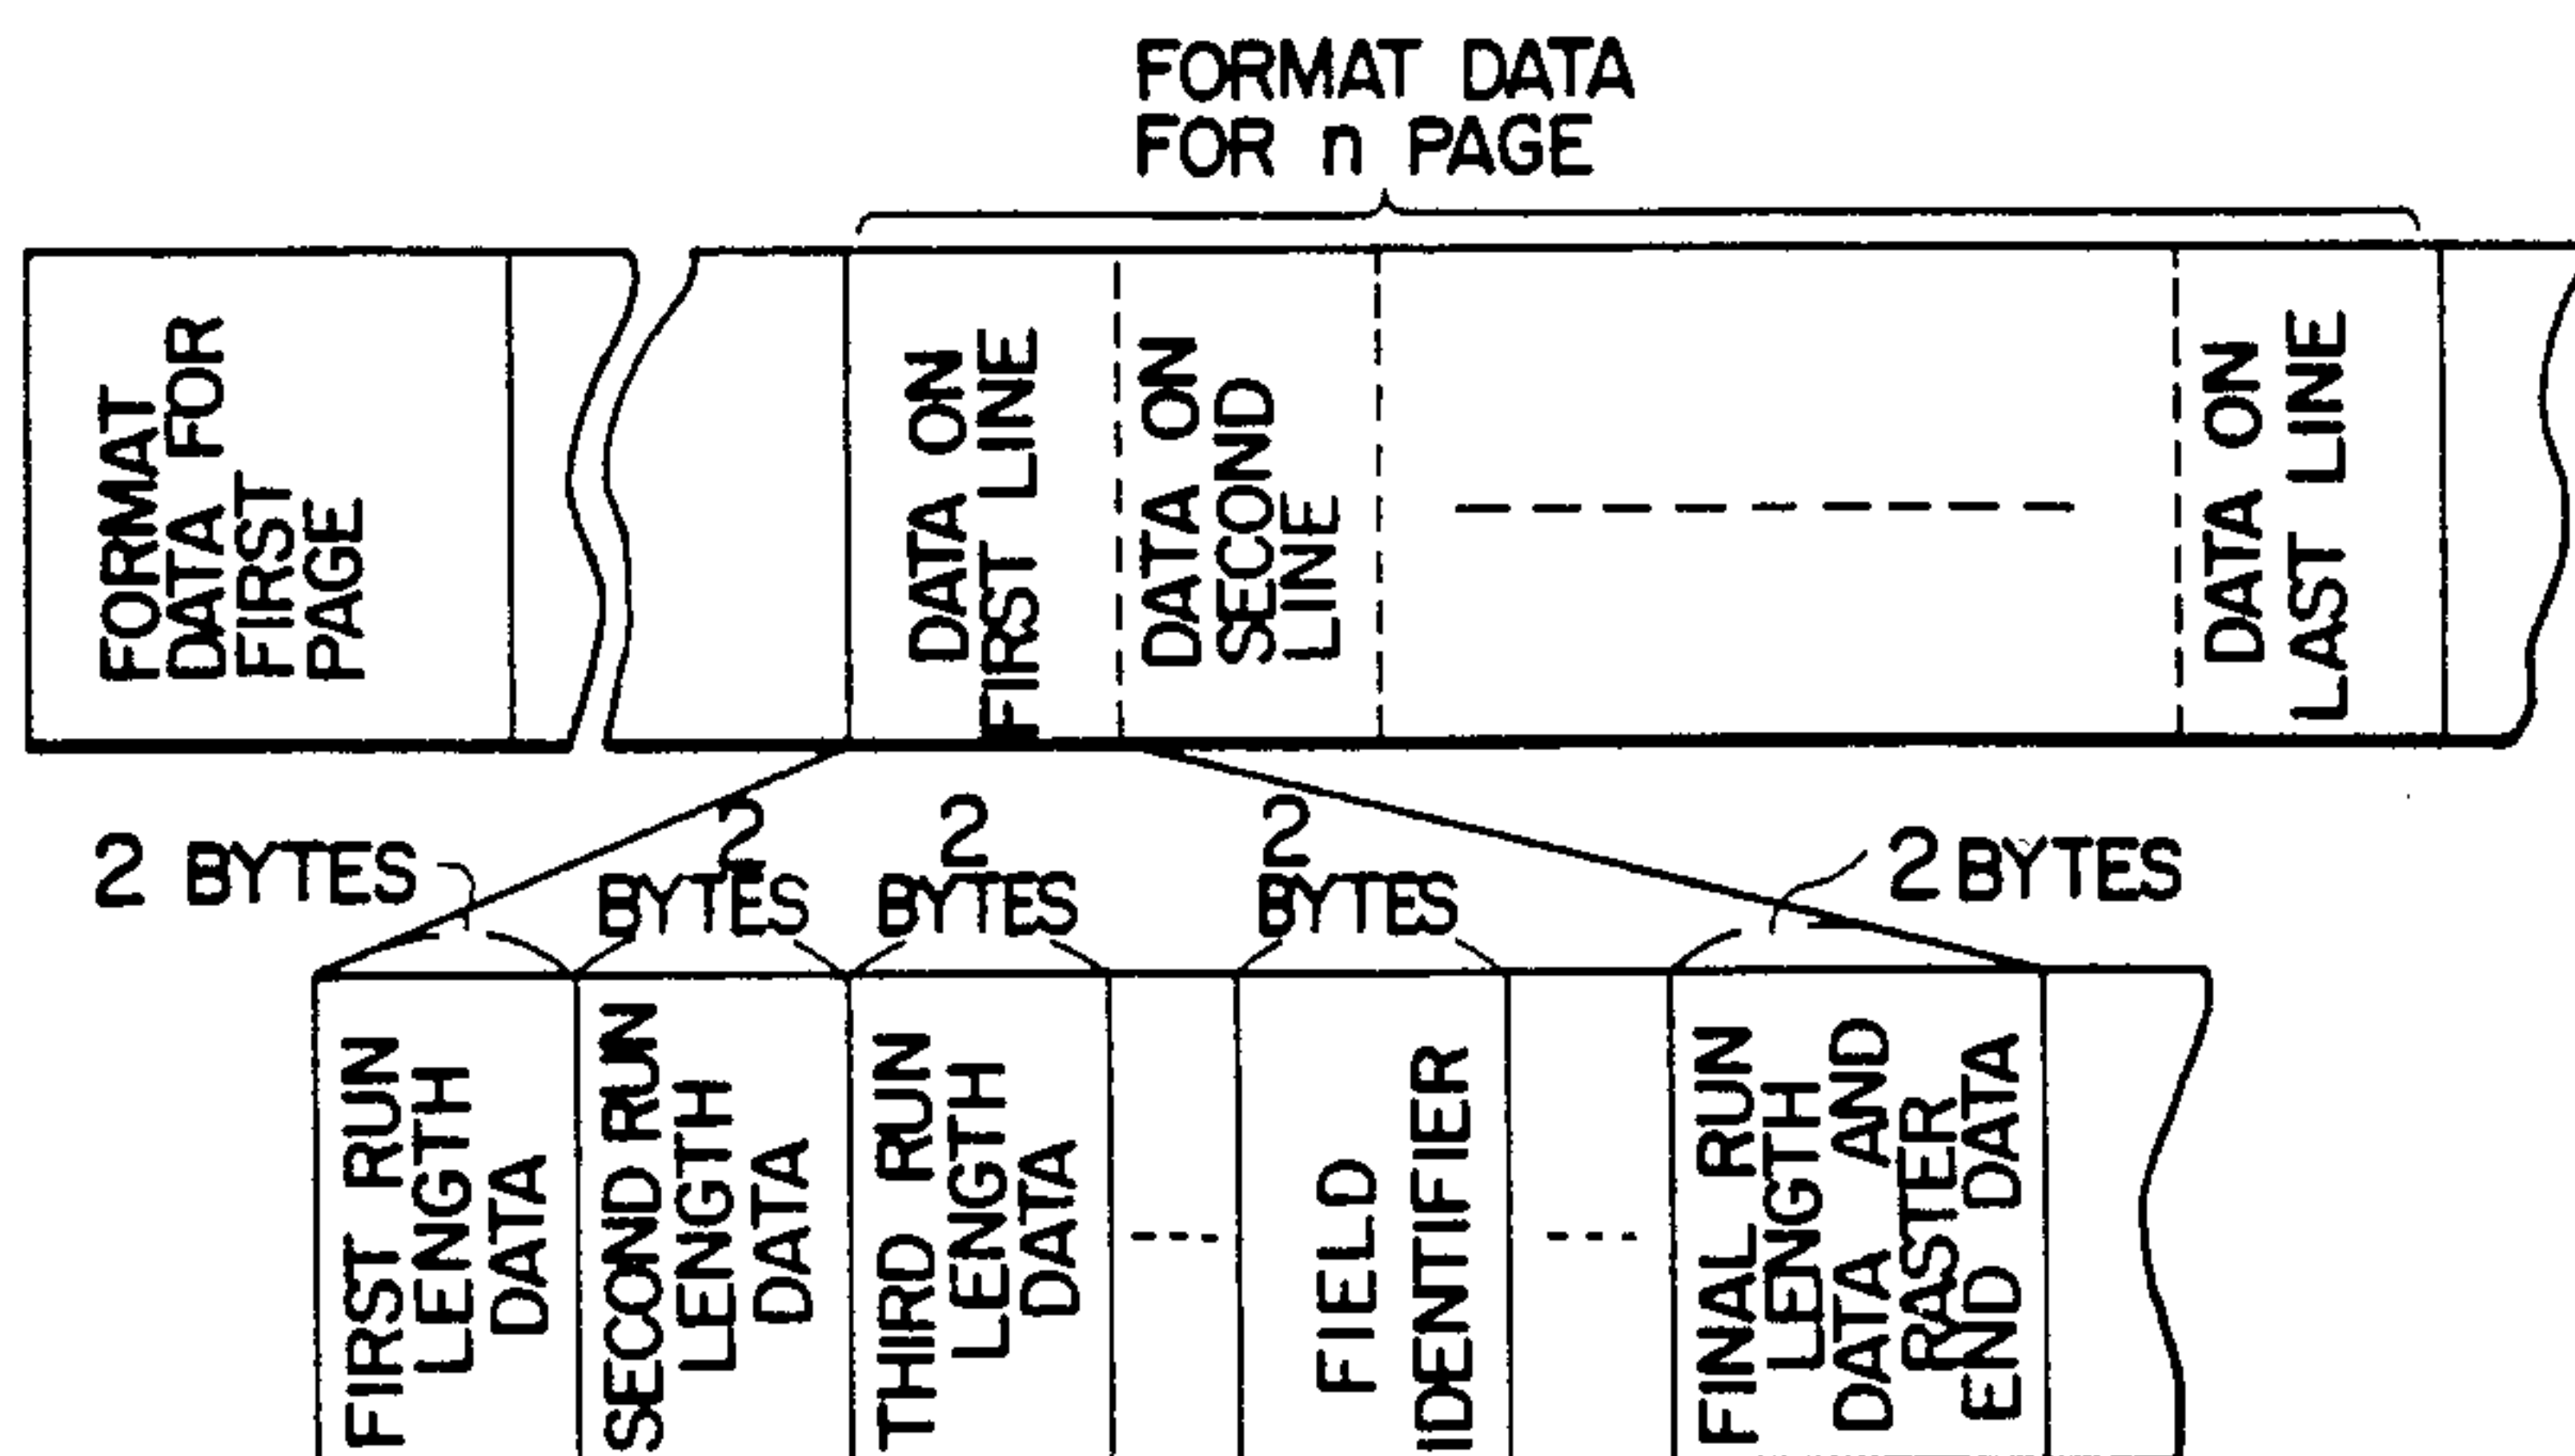 FORMAT DATA
FOR n PAGE
FORMAT
DATA FOR
FIRST
PAGE
DATA ON
FIRST LINE
DATA ON
SECOND
LINE
DATA ON
LAST LINE
2 BYTES
2
BYTES
2
BYTES
2
BYTES
2 BYTES
FIRST RUN
LENGTH
DATA
SECOND RUN
LENGTH
DATA
THIRD RUN
LENGTH
DATA
FIELD
IDENTIFIER
FINAL RUN
LENGTH
DATA AND
RASTER
END DATA